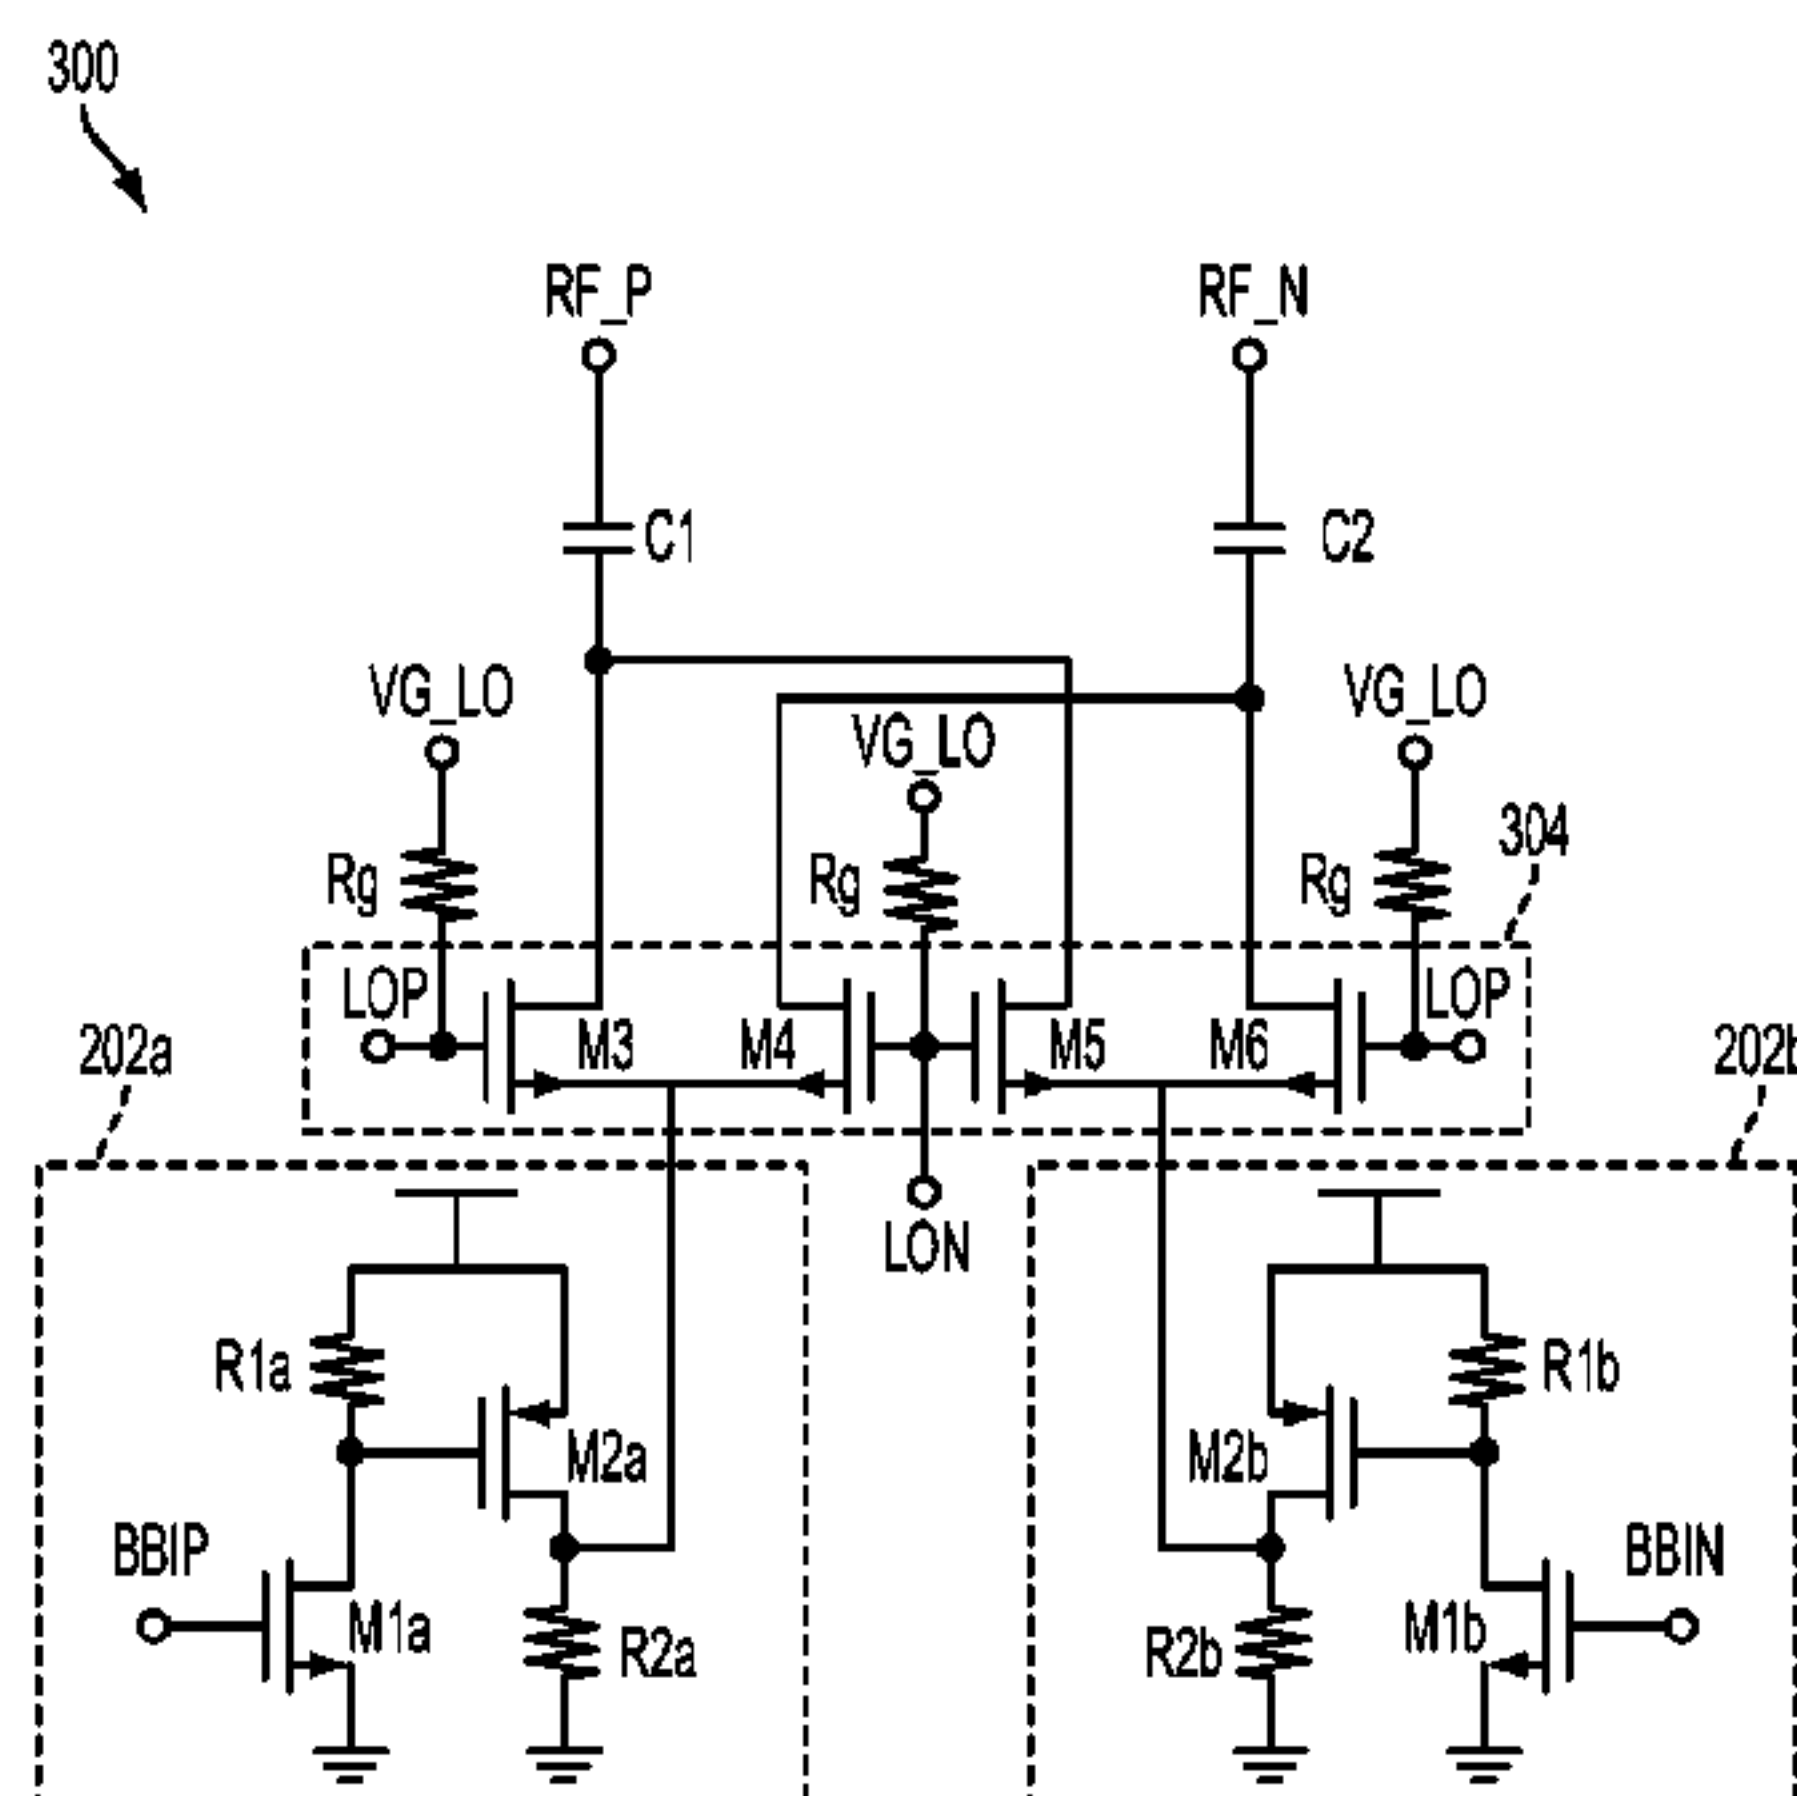 300
RF_P
RF_N
C1
C2
VG_LO
VG_LO
VG_LO
304
Rg
Rg
Rg
LOP
LOP
202a
M3
M4
M5
M6
LON
R1a
R1b
M2a
M2b
BBIP
BBIN
M1a
R2a
R2b
M1b